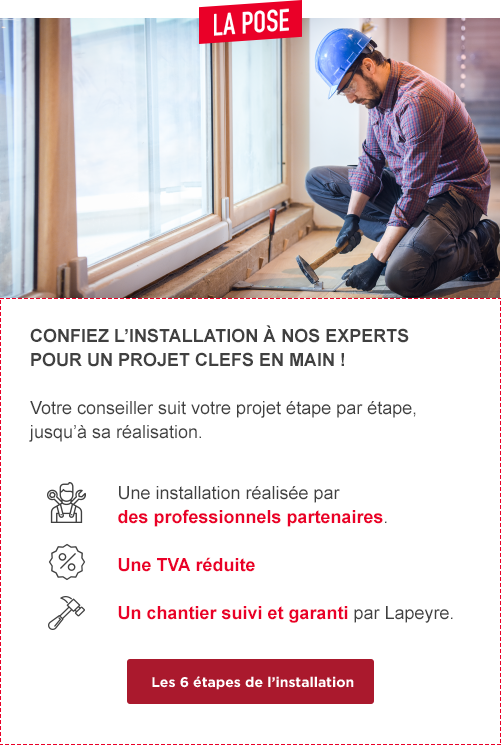 LA POSE
CONFIEZ L’INSTALLATION À NOS EXPERTS
POUR UN PROJET CLEFS EN MAIN !
Votre conseiller suit votre projet étape par étape,
jusqu’à sa réalisation.
Une installation réalisée par
des professionnels partenaires.
%
Une TVA réduite
Un chantier suivi et garanti par Lapeyre.
Les 6 étapes de l’installation